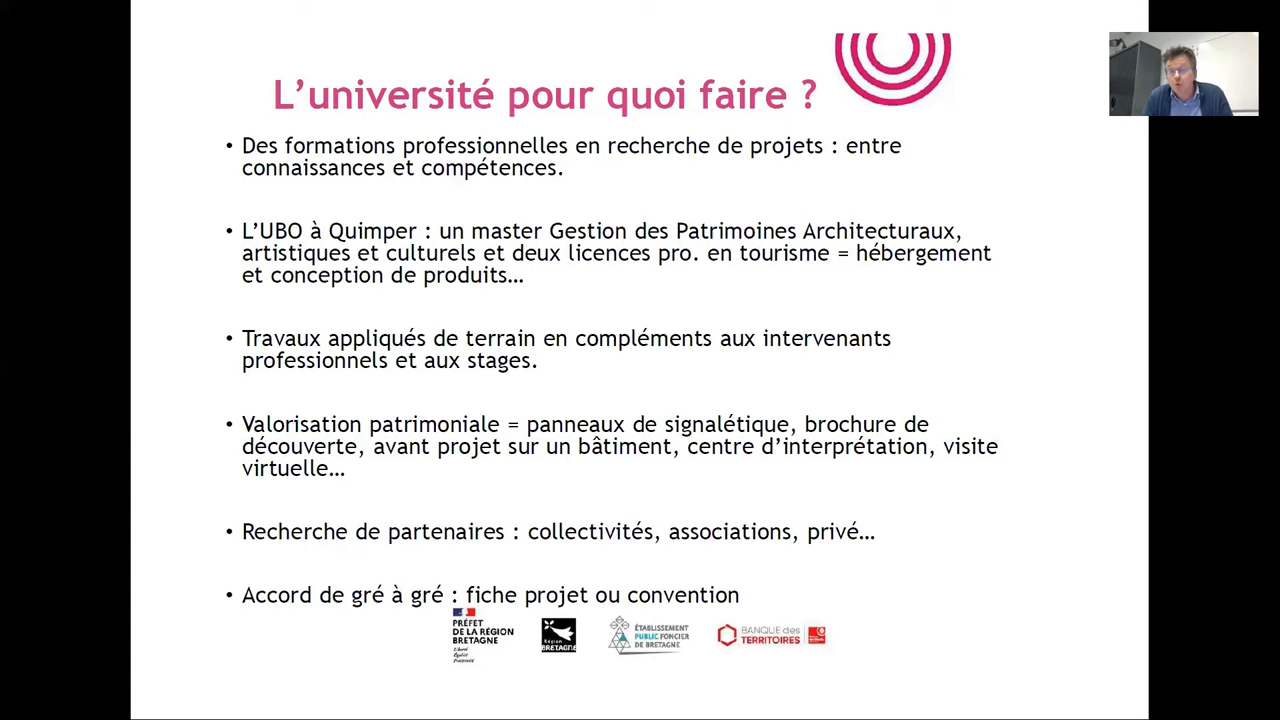 L’université pour quoi faire ?
• Des formations professionnelles en recherche de projets : entre
connaissances et compétences.
• L’UBO à Quimper : un master Gestion des Patrimoines Architecturaux,
artistiques et culturels et deux licences pro. en tourisme = hébergement
et conception de produits…
• Travaux appliqués de terrain en compléments aux intervenants
professionnels et aux stages.
• Valorisation patrimoniale = panneaux de signalétique, brochure de
découverte, avant projet sur un bâtiment, centre d’interprétation, visite
virtuelle…
• Recherche de partenaires : collectivités, associations, privé…
• Accord de gré à gré : fiche projet ou convention
PRÉFET
DE LA RÉGION
BRETAGNE
Liberté
Égalité
Fraternité
Région
BRETAGNE
ÉTABLISSEMENT
PUBLIC FONCIER
DE BRETAGNE
BANQUE des
TERRITOIRES